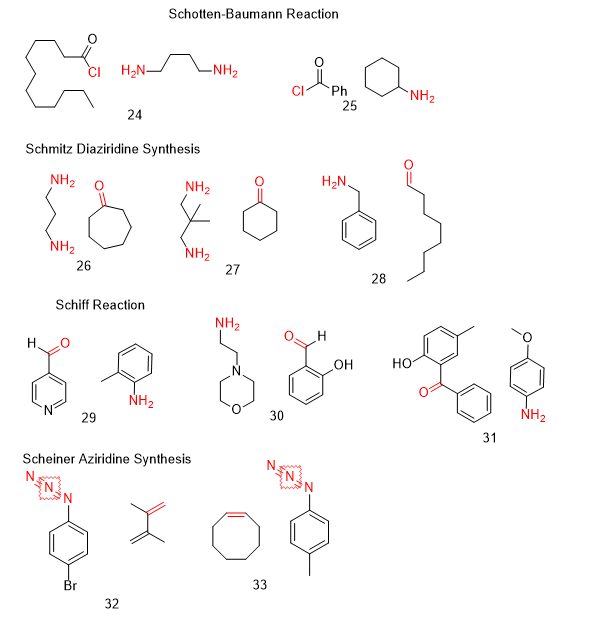 Schotten-Baumann Reaction
O
Cl
H2N
NH2
24
O
Cl
Ph
25
NH2
Schmitz Diaziridine Synthesis
NH2
NH2
O
26
NH2
NH2
O
27
H2N
O
28
Schiff Reaction
H
O
N
29
NH2
NH2
N
O
30
O
H
OH
HO
O
31
O
NH2
Scheiner Aziridine Synthesis
N
N
N
Br
32
33
N
N
N